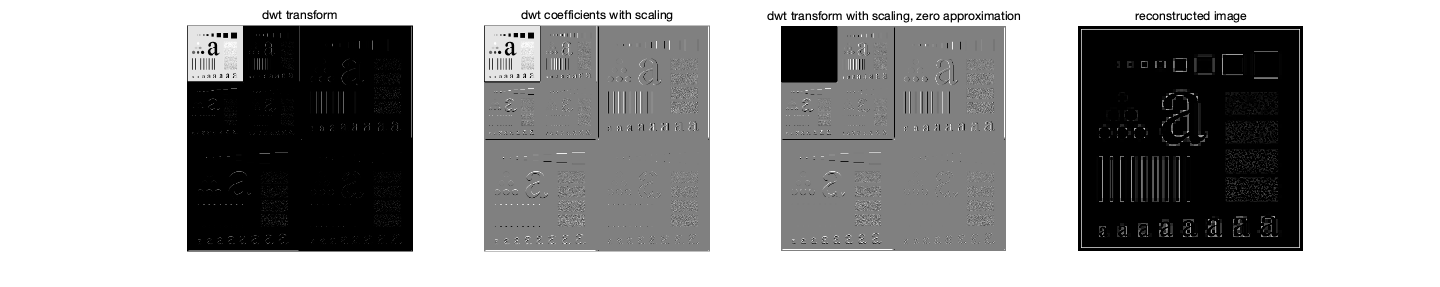 dwt transform
dwt coefficients with scaling
dwt transform with scaling, zero approximation
reconstructed image
a
a a a a a a a a